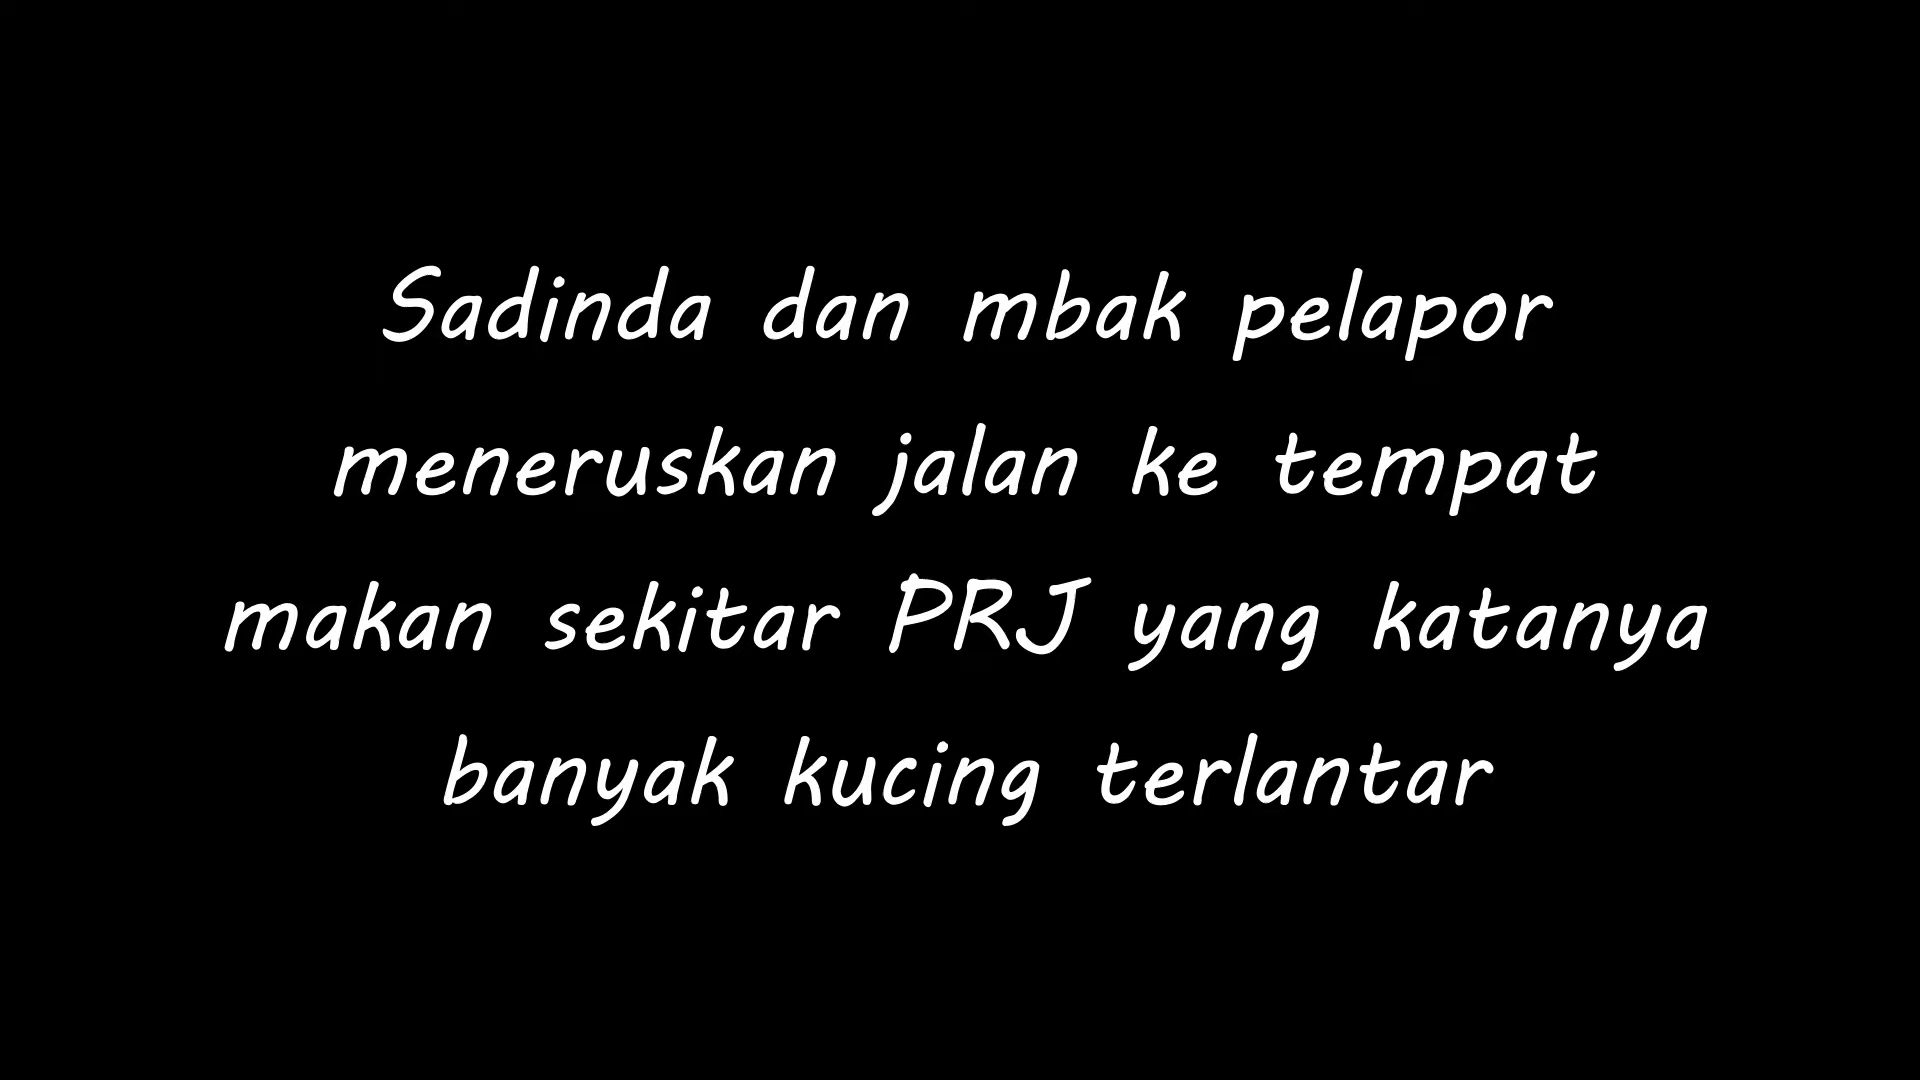 Sadinda dan mbak pelapor
meneruskan jalan ke tempat
makan sekitar PRJ yang katanya
banyak kucing terlantar